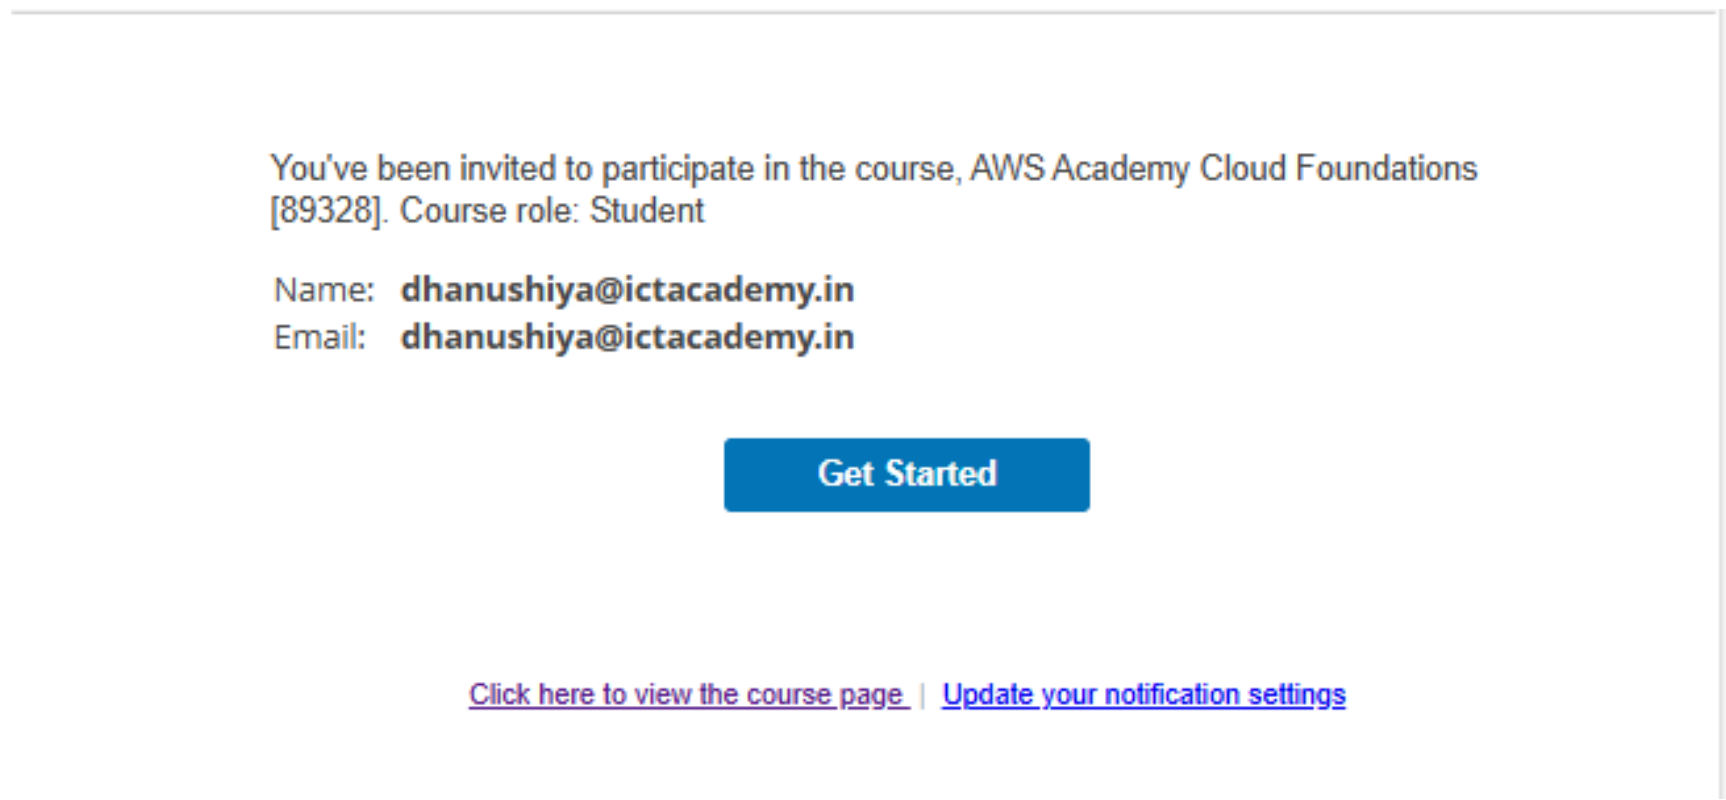 You've been invited to participate in the course, AWS Academy Cloud Foundations
[89328]. Course role: Student
Name: dhanushiya@ictacademy.in
Email: dhanushiya@ictacademy.in
Get Started
Click here to view the course page | Update your notification settings